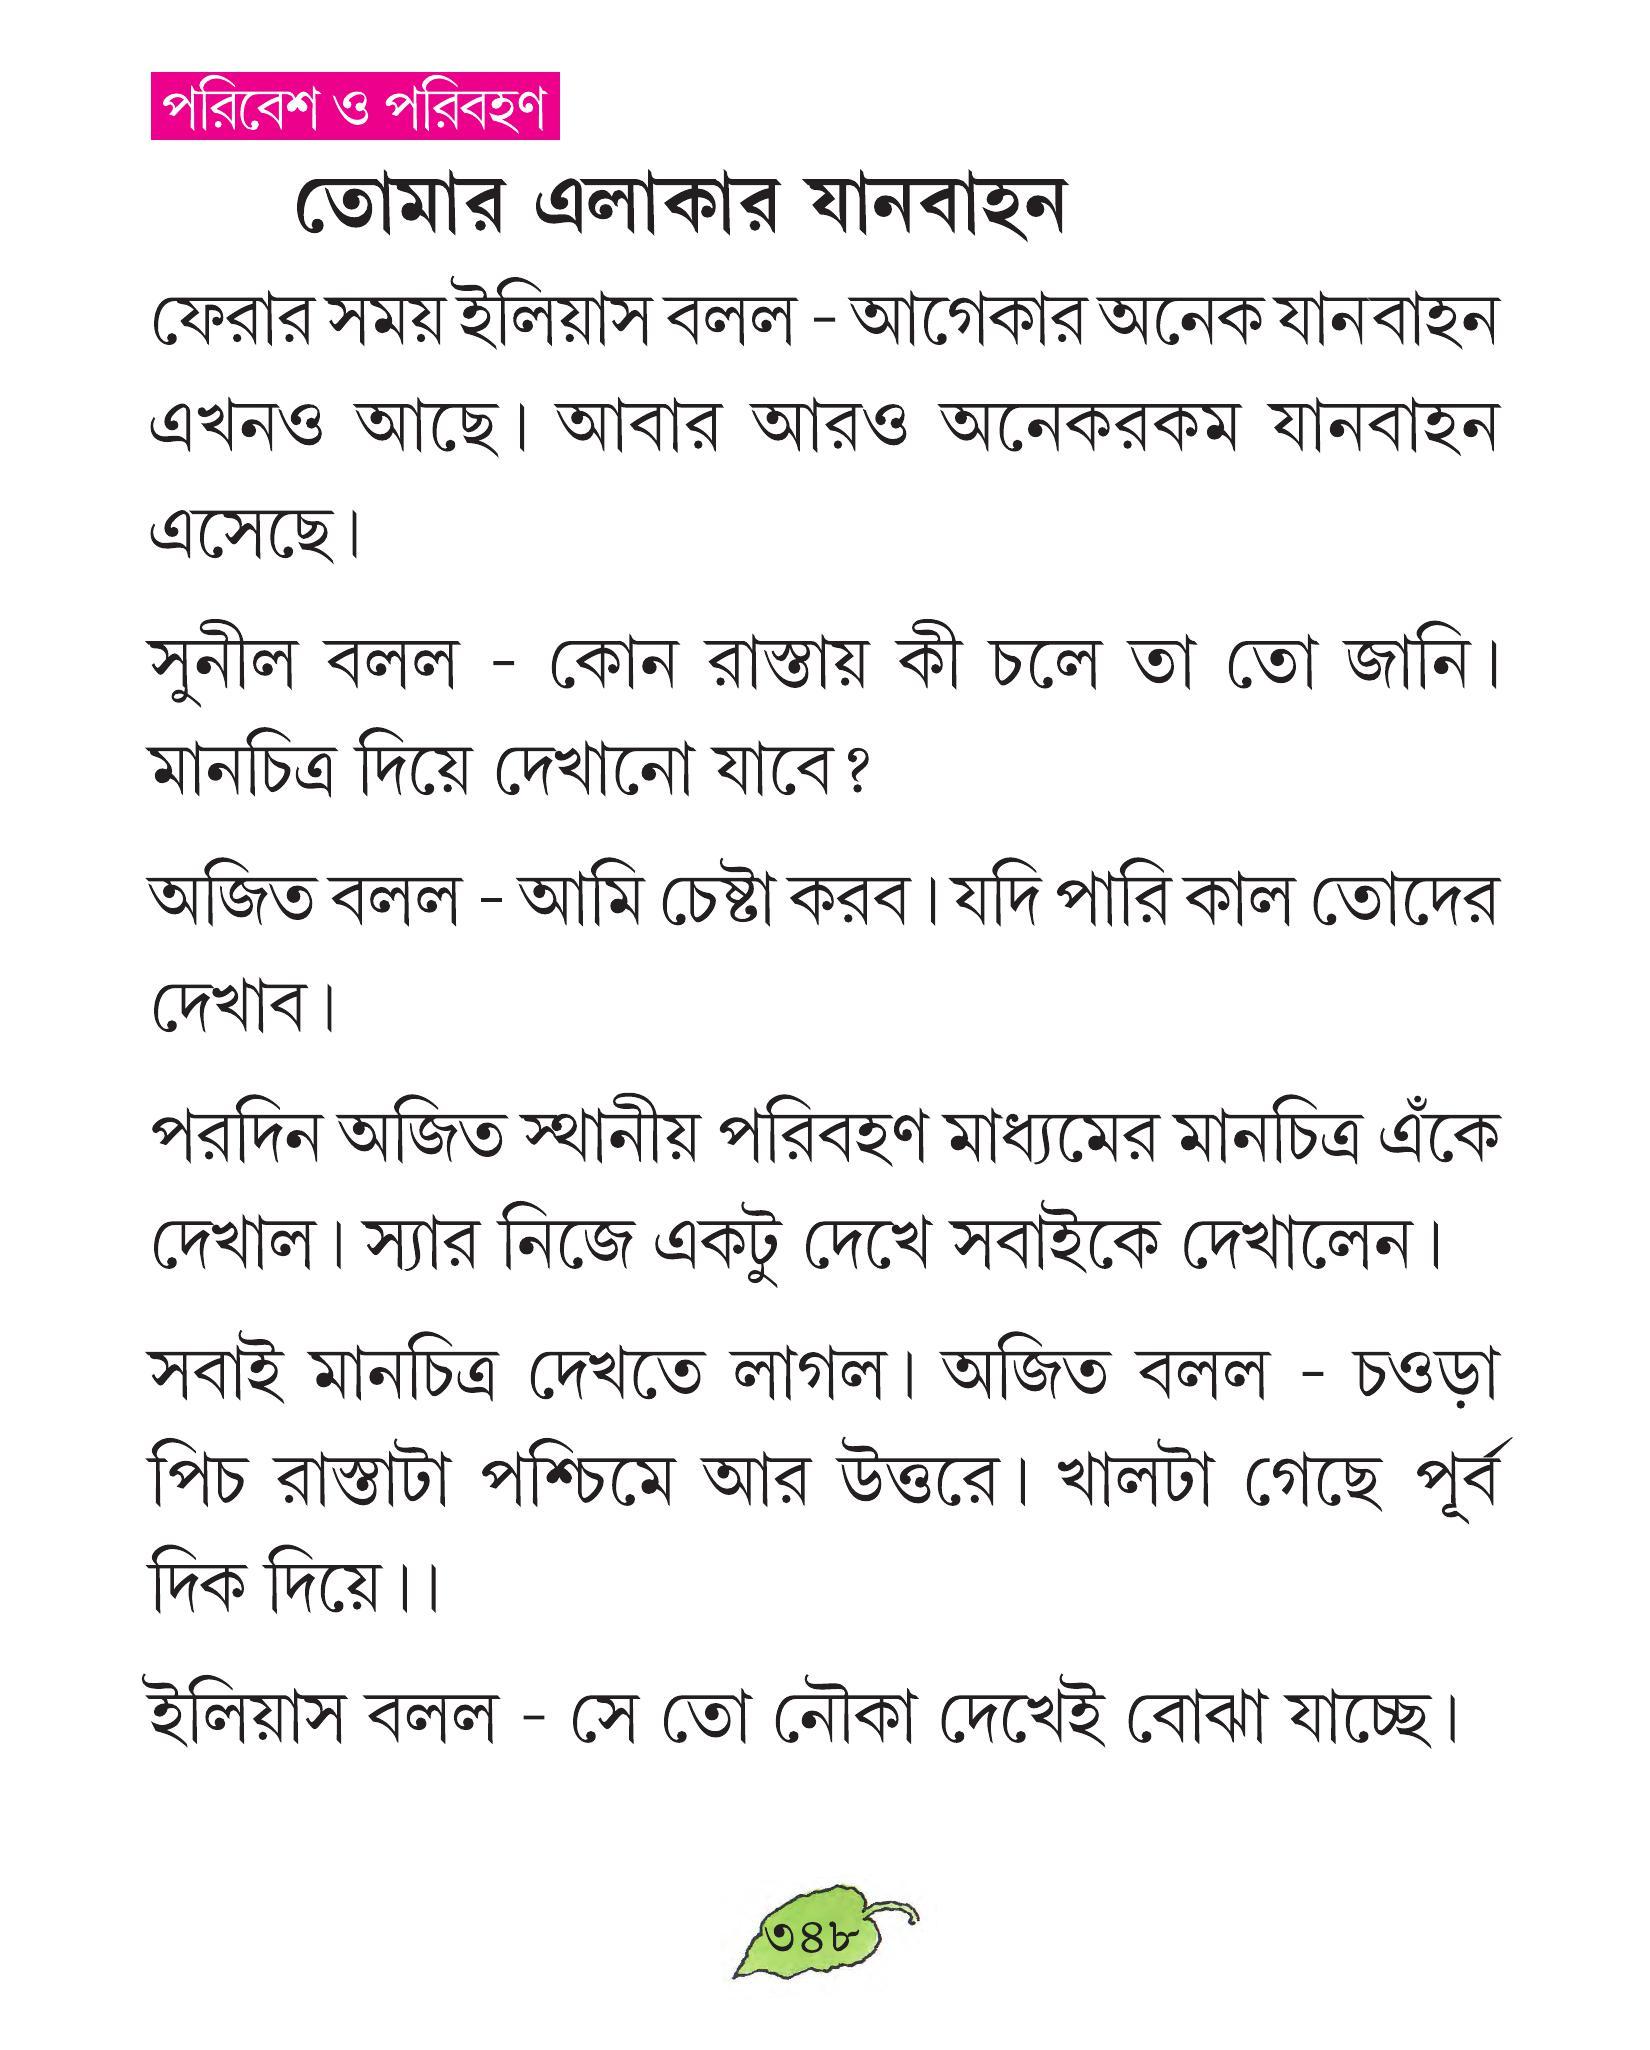 পরিবেশ ও পরিবহণ
তোমার এলাকার যানবাহন
ফেরার সময় ইলিয়াস বলল - আগেকার অনেক যানবাহন
এখনও আছে। আবার আরও অনেকরকম যানবাহন
এসেছে।
সুনীল বলল - কোন রাস্তায় কী চলে তা তো জানি।
মানচিত্র দিয়ে দেখানো যাবে?
অজিত বলল - আমি চেষ্টা করব। যদি পারি কাল তোদের
দেখাব।
পরদিন অজিত স্থানীয় পরিবহণ মাধ্যমের মানচিত্র এঁকে
দেখাল। স্যার নিজে একটু দেখে সবাইকে দেখালেন।
সবাই মানচিত্র দেখতে লাগল। অজিত বলল - চওড়া
পিচ রাস্তাটা পশ্চিমে আর উত্তরে। খালটা গেছে পূর্ব
দিক দিয়ে।।
ইলিয়াস বলল - সে তো নৌকা দেখেই বোঝা যাচ্ছে।
৩৪৮